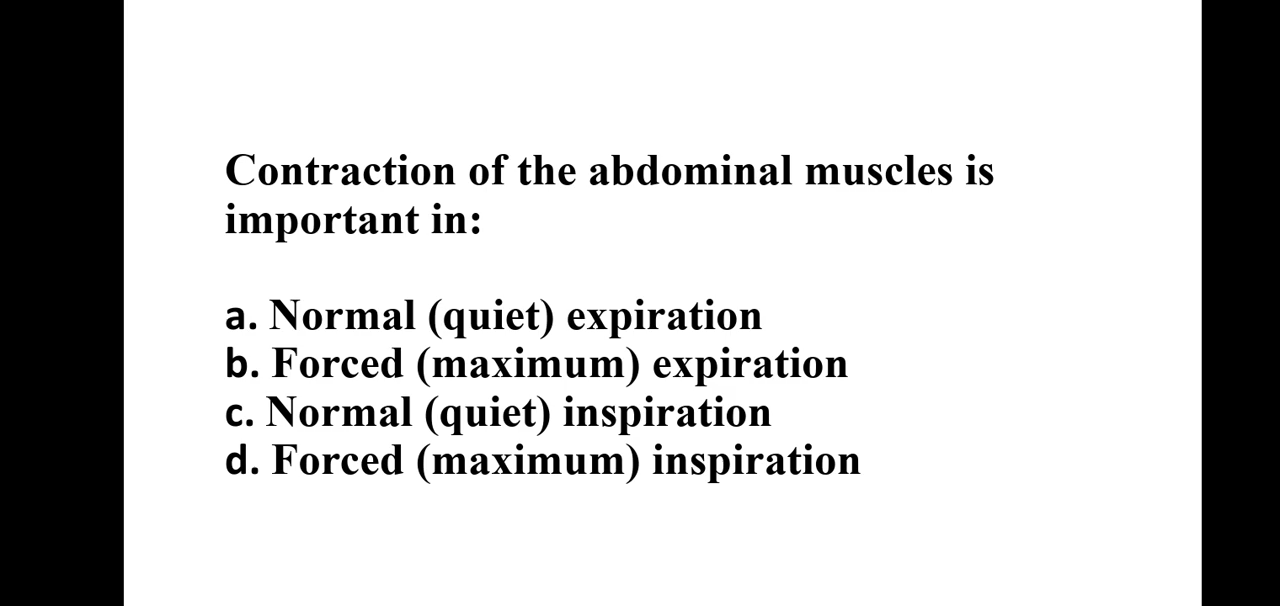 Contraction of the abdominal muscles is
important in:
a. Normal (quiet) expiration
b. Forced (maximum) expiration
c. Normal (quiet) inspiration
d. Forced (maximum) inspiration